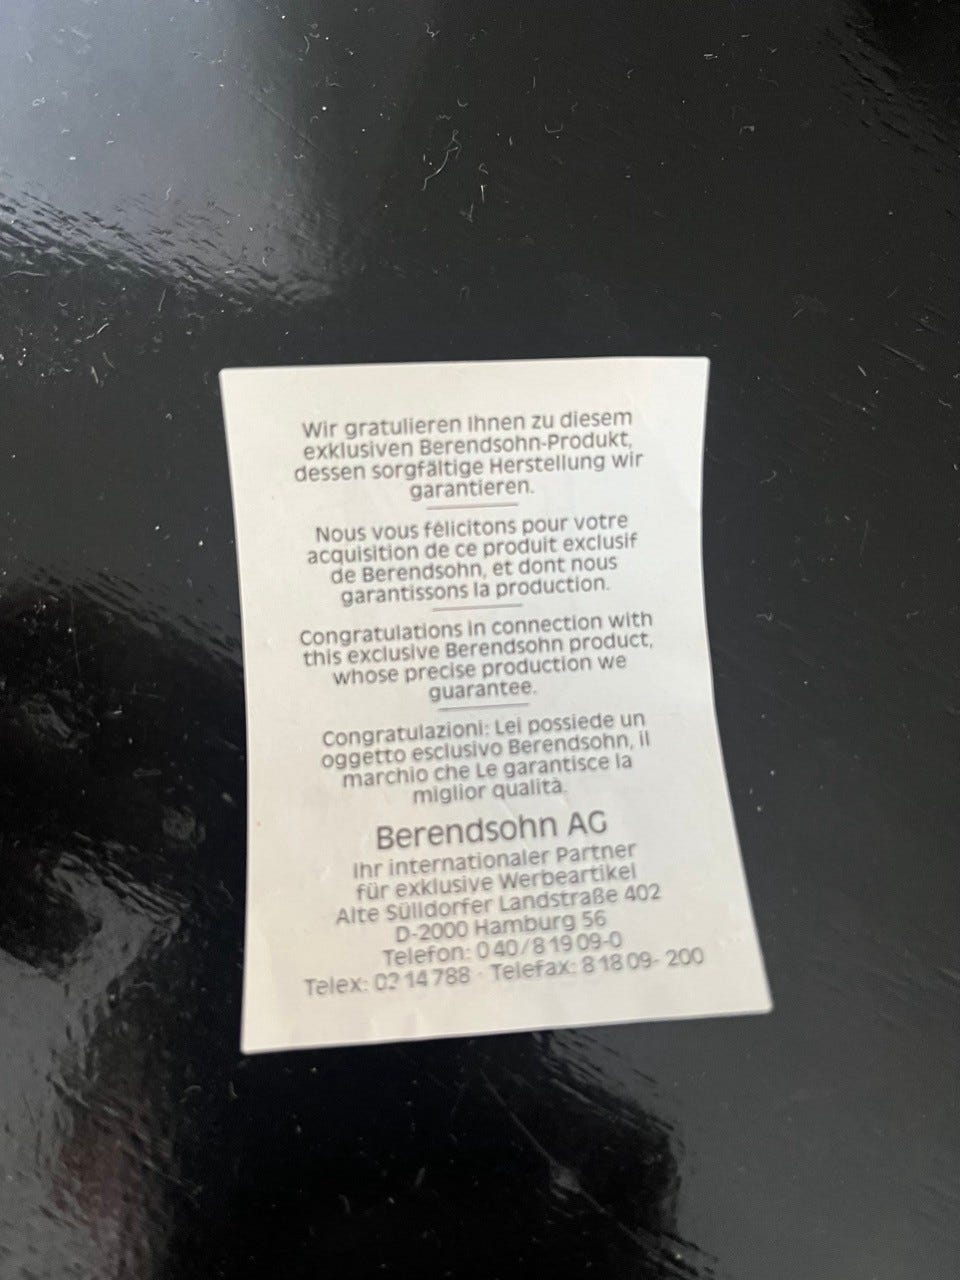 Wir gratulieren Ihnen zu diesem
exklusiven Berendsohn-Produkt,
dessen sorgfältige Herstellung wir
garantieren.
Nous vous félicitons pour votre
acquisition de ce produit exclusif
de Berendsohn, et dont nous
garantissons la production.
Congratulations in connection with
this exclusive Berendsohn product,
whose precise production we
guarantee.
Congratulazioni: Lei possiede un
oggetto esclusivo Berendsohn, il
marchio che Le garantisce la
miglior qualità.
Berendsohn AG
Ihr internationaler Partner
für exklusive Werbeartikel
Alte Sülldorfer Landstraße 402
D-2000 Hamburg 56
Telefon: 0 40/8 19 09-0
Telex: 02 14 788 · Telefax: 8 18 09- 200